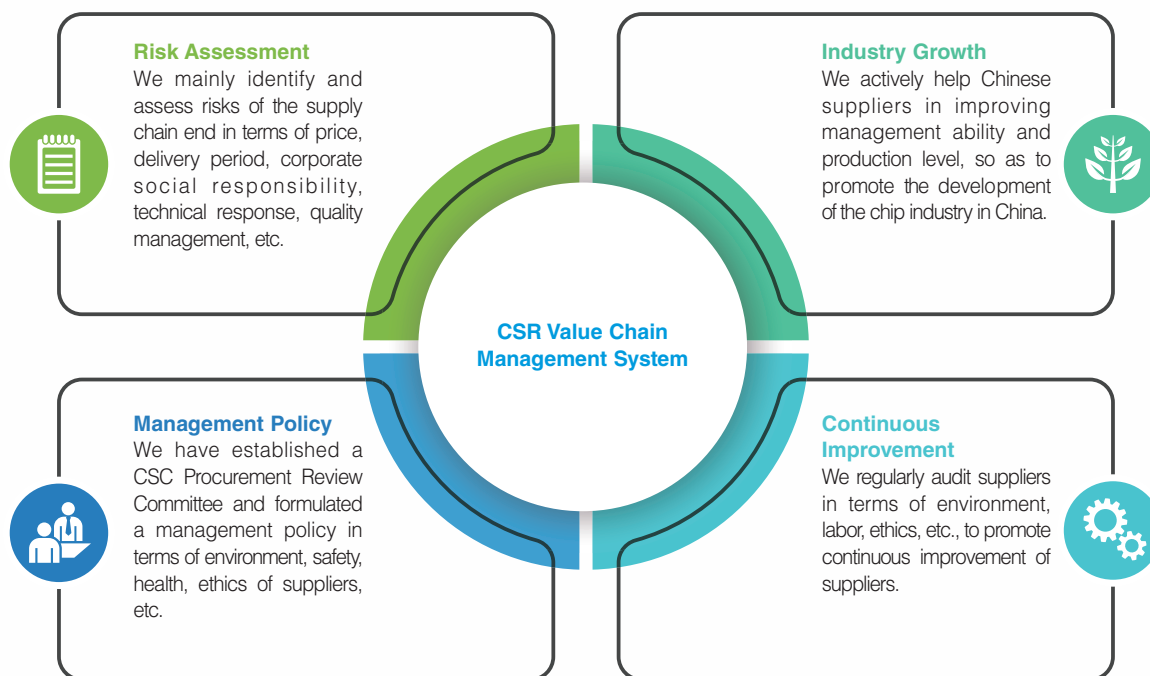 Risk Assessment
We mainly identify and
assess risks of the supply
chain end in terms of price,
delivery period, corporate
social responsibility,
technical response, quality
management, etc.
Industry Growth
We actively help Chinese
suppliers in improving
management ability and
production level, so as to
promote the development
of the chip industry in China.
CSR Value Chain
Management System
Management Policy
We have established a
CSC Procurement Review
Committee and formulated
a management policy in
terms of environment, safety,
health, ethics of suppliers,
etc.
Continuous
Improvement
We regularly audit suppliers
in terms of environment,
labor, ethics, etc., to promote
continuous improvement of
suppliers.